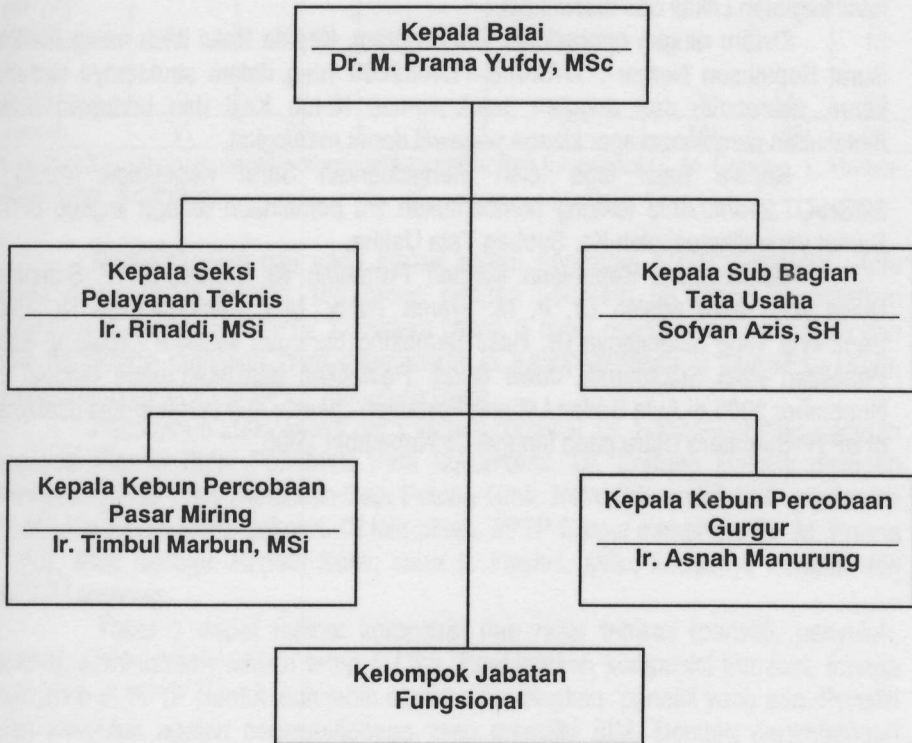 Kepala Balai
Dr. M. Prama Yufdy, MSc
Kepala Seksi
Pelayanan Teknis
Ir. Rinaldi, MSi
Kepala Sub Bagian
Tata Usaha
Sofyan Azis, SH
Kepala Kebun Percobaan
Pasar Miring
Ir. Timbul Marbun, MSi
Kepala Kebun Percobaan
Gurgur
Ir. Asnah Manurung
Kelompok Jabatan
Fungsional